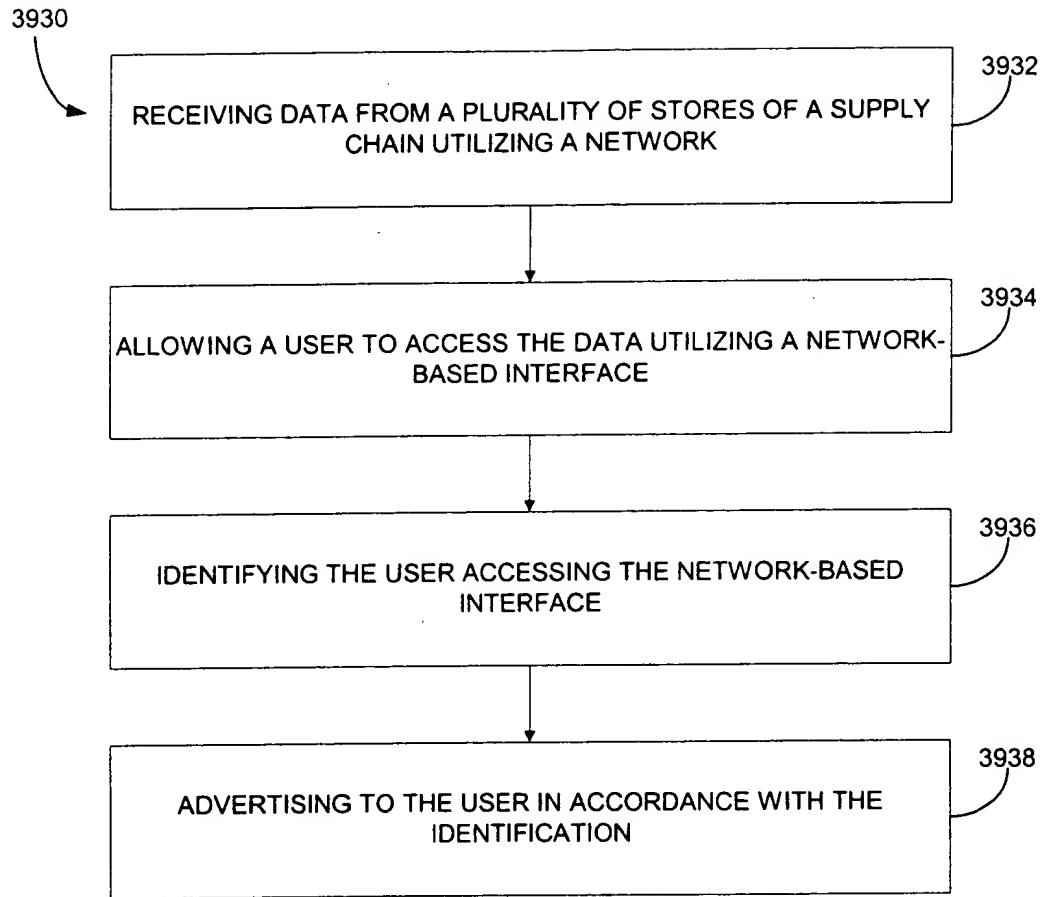 3930
3932
RECEIVING DATA FROM A PLURALITY OF STORES OF A SUPPLY
CHAIN UTILIZING A NETWORK
3934
ALLOWING A USER TO ACCESS THE DATA UTILIZING A NETWORK-
BASED INTERFACE
3936
IDENTIFYING THE USER ACCESSING THE NETWORK-BASED
INTERFACE
3938
ADVERTISING TO THE USER IN ACCORDANCE WITH THE
IDENTIFICATION